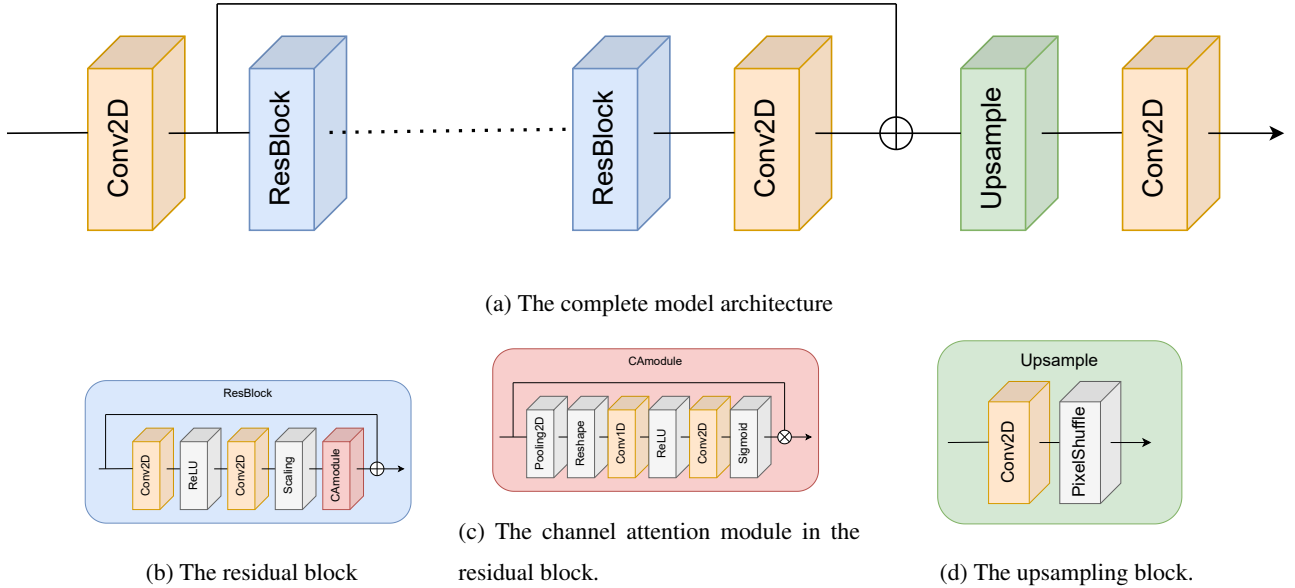 Conv2D
ResBlock
ResBlock
Conv2D
Upsample
Conv2D
(a) The complete model architecture
ResBlock
Conv2D
ReLU
Conv2D
Scaling
CAmodule
(b) The residual block
CAmodule
Pooling2D
Reshape
Conv1D
ReLU
Conv2D
Sigmoid
(c) The channel attention module in the
residual block.
Upsample
Conv2D
PixelShuffle
(d) The upsampling block.